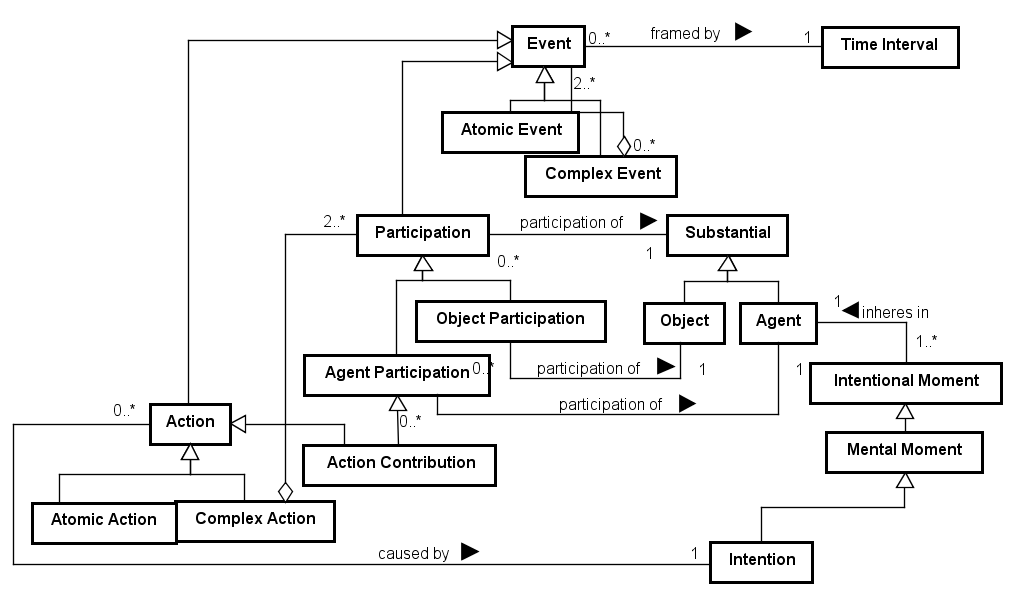 Event
0..*
framed by
1
Time Interval
2..*
Atomic Event
0..*
Complex Event
2..*
Participation
participation of
Substantial
0..*
1
Object Participation
Object
Agent
1
inheres in
1..*
Agent Participation
0..*
participation of
1
1
Intentional Moment
participation of
0..*
Action
0..*
Mental Moment
Action Contribution
Atomic Action
Complex Action
caused by
1
Intention